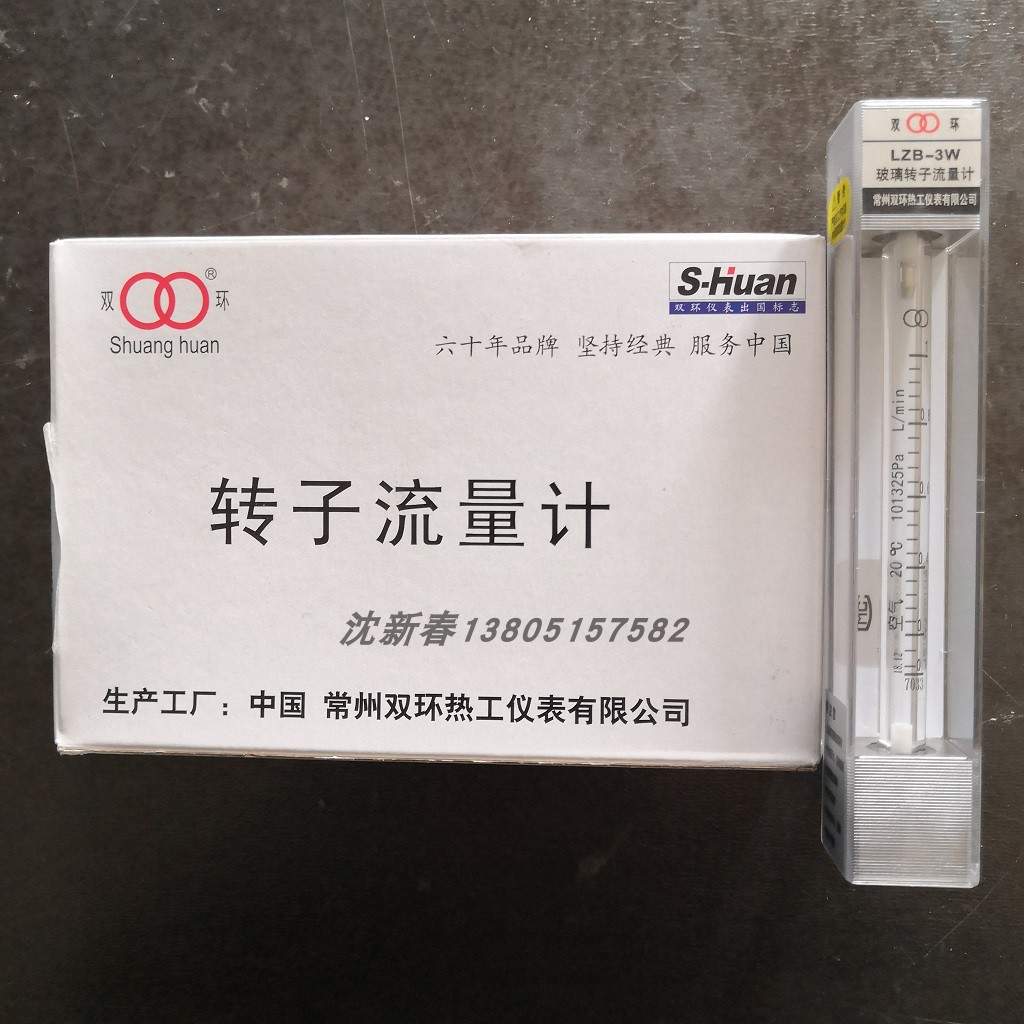 双 ® 环
Shuang huan
S-Huan
双环仪表出国标志
六十年品牌 坚持经典 服务中国
转子流量计
沈新春13805157582
生产工厂：中国 常州双环热工仪表有限公司
双 环
LZB-3W
玻璃转子流量计
常州双环热工仪表有限公司
空气 20℃ 101325Pa L/min
18.12
7033